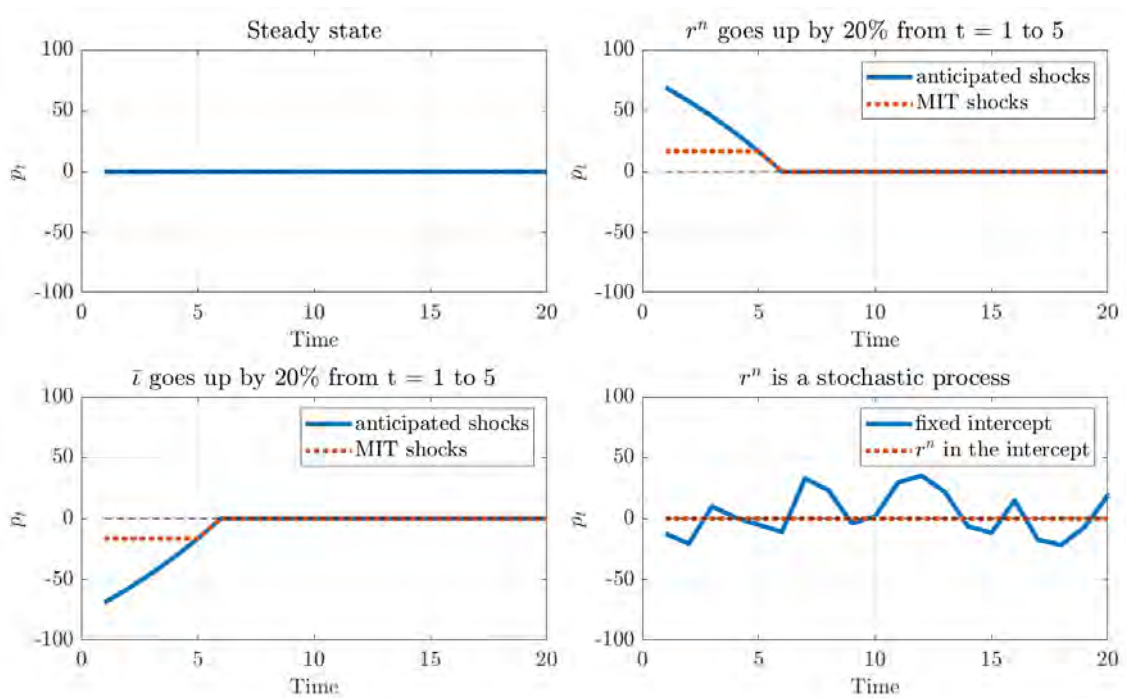 Steady state
100
50
0
-50
-100
p_t
0 5 10 15 20
Time
r^n goes up by 20% from t = 1 to 5
anticipated shocks
MIT shocks
100
50
0
-50
-100
p_t
0 5 10 15 20
Time
ῑ goes up by 20% from t = 1 to 5
anticipated shocks
MIT shocks
100
50
0
-50
-100
p_t
0 5 10 15 20
Time
r^n is a stochastic process
fixed intercept
r^n in the intercept
100
50
0
-50
-100
p_t
0 5 10 15 20
Time